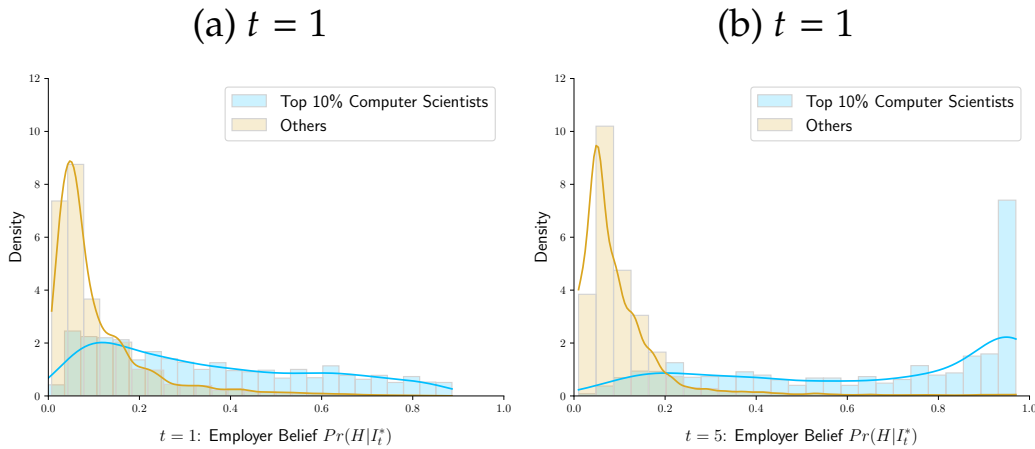 (a) t = 1
12
10
8
6
4
2
0
Density
Top 10% Computer Scientists
Others
0.0 0.2 0.4 0.6 0.8 1.0
t = 1: Employer Belief Pr(H|I_t^*)
(b) t = 1
12
10
8
6
4
2
0
Density
Top 10% Computer Scientists
Others
0.0 0.2 0.4 0.6 0.8 1.0
t = 5: Employer Belief Pr(H|I_t^*)